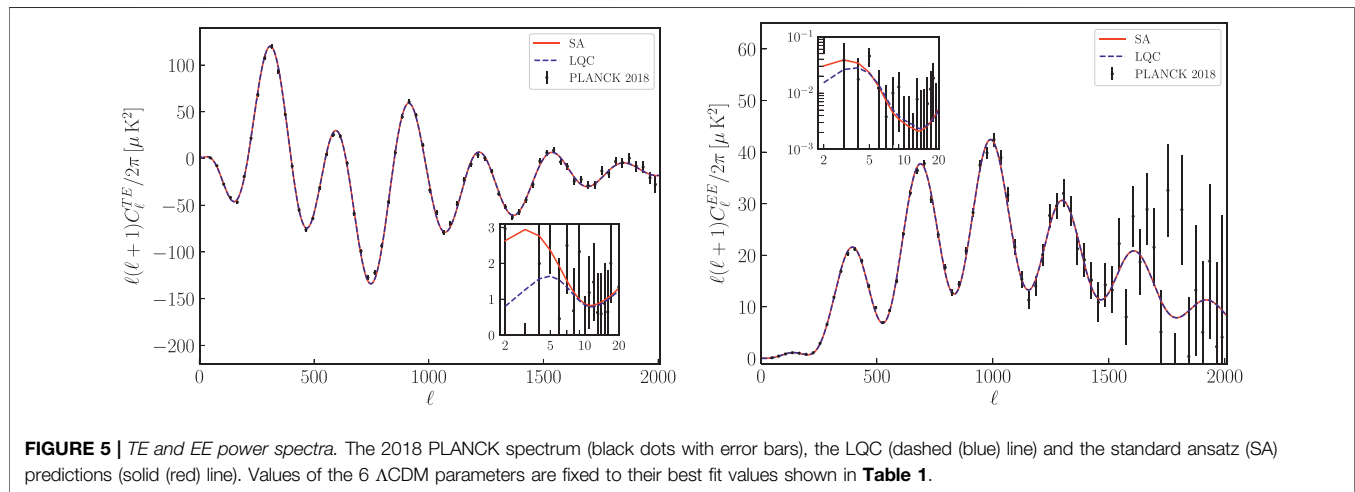 100
50
0
−50
−100
−150
−200
ℓ(ℓ + 1)C_ℓ^{TE}/2π [μ K²]
SA
LQC
PLANCK 2018
3
2
1
0
2 5 10 20
0 500 1000 1500 2000
ℓ
60
50
40
30
20
10
0
ℓ(ℓ + 1)C_ℓ^{EE}/2π [μ K²]
10⁻¹
10⁻²
10⁻³
2 5 10 20
SA
LQC
PLANCK 2018
0 500 1000 1500 2000
ℓ
FIGURE 5 | TE and EE power spectra. The 2018 PLANCK spectrum (black dots with error bars), the LQC (dashed (blue) line) and the standard ansatz (SA)
predictions (solid (red) line). Values of the 6 ΛCDM parameters are fixed to their best fit values shown in Table 1.